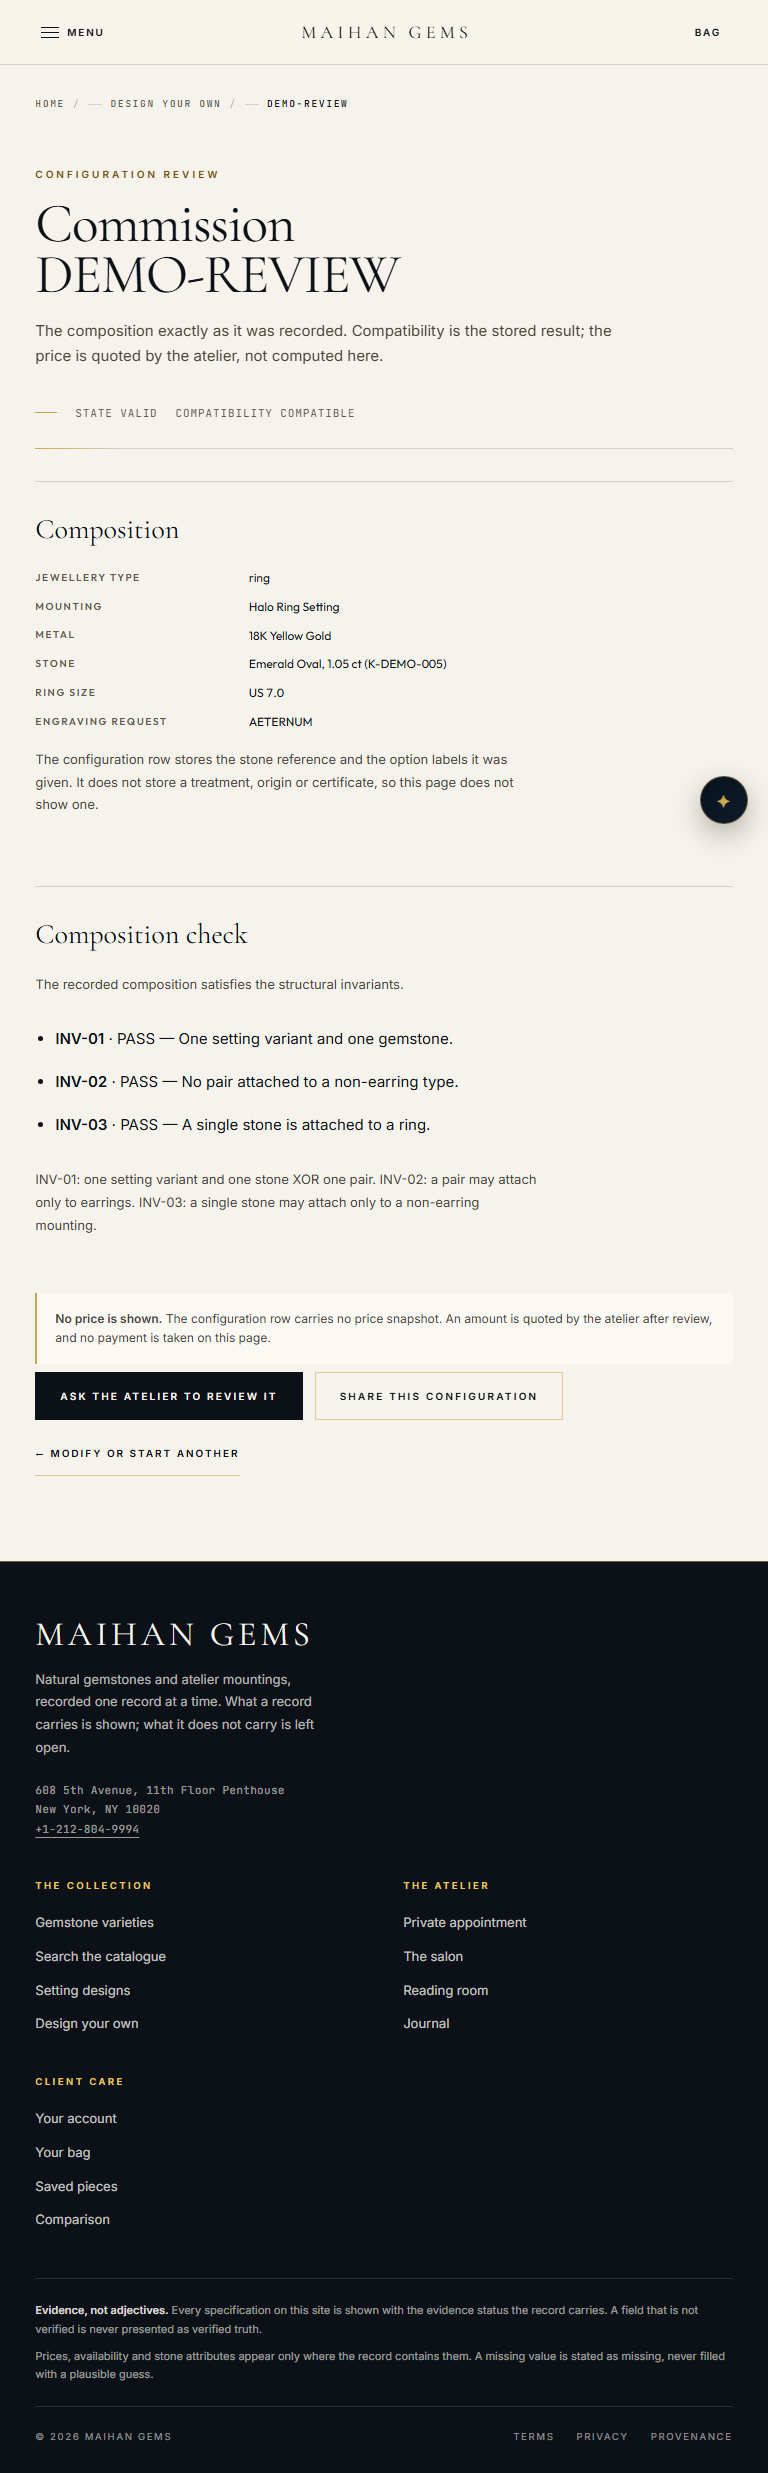 MENU
MAIHAN GEMS
BAG
HOME / DESIGN YOUR OWN / DEMO-REVIEW
CONFIGURATION REVIEW
Commission
DEMO-REVIEW
The composition exactly as it was recorded. Compatibility is the stored result; the
price is quoted by the atelier, not computed here.
STATE VALID COMPATIBILITY COMPATIBLE
Composition
JEWELLERY TYPE ring
MOUNTING Halo Ring Setting
METAL 18K Yellow Gold
STONE Emerald Oval, 1.05 ct (K-DEMO-005)
RING SIZE US 7.0
ENGRAVING REQUEST AETERNUM
The configuration row stores the stone reference and the option labels it was
given. It does not store a treatment, origin or certificate, so this page does not
show one.
Composition check
The recorded composition satisfies the structural invariants.
• INV-01 · PASS — One setting variant and one gemstone.
• INV-02 · PASS — No pair attached to a non-earring type.
• INV-03 · PASS — A single stone is attached to a ring.
INV-01: one setting variant and one stone XOR one pair. INV-02: a pair may attach
only to earrings. INV-03: a single stone may attach only to a non-earring
mounting.
No price is shown. The configuration row carries no price snapshot. An amount is quoted by the atelier after review,
and no payment is taken on this page.
ASK THE ATELIER TO REVIEW IT
SHARE THIS CONFIGURATION
← MODIFY OR START ANOTHER
MAIHAN GEMS
Natural gemstones and atelier mountings,
recorded one record at a time. What a record
carries is shown; what it does not carry is left
open.
608 5th Avenue, 11th Floor Penthouse
New York, NY 10020
+1-212-804-9994
THE COLLECTION
Gemstone varieties
Search the catalogue
Setting designs
Design your own
THE ATELIER
Private appointment
The salon
Reading room
Journal
CLIENT CARE
Your account
Your bag
Saved pieces
Comparison
Evidence, not adjectives. Every specification on this site is shown with the evidence status the record carries. A field that is not
verified is never presented as verified truth.
Prices, availability and stone attributes appear only where the record contains them. A missing value is stated as missing, never filled
with a plausible guess.
© 2026 MAIHAN GEMS
TERMS PRIVACY PROVENANCE